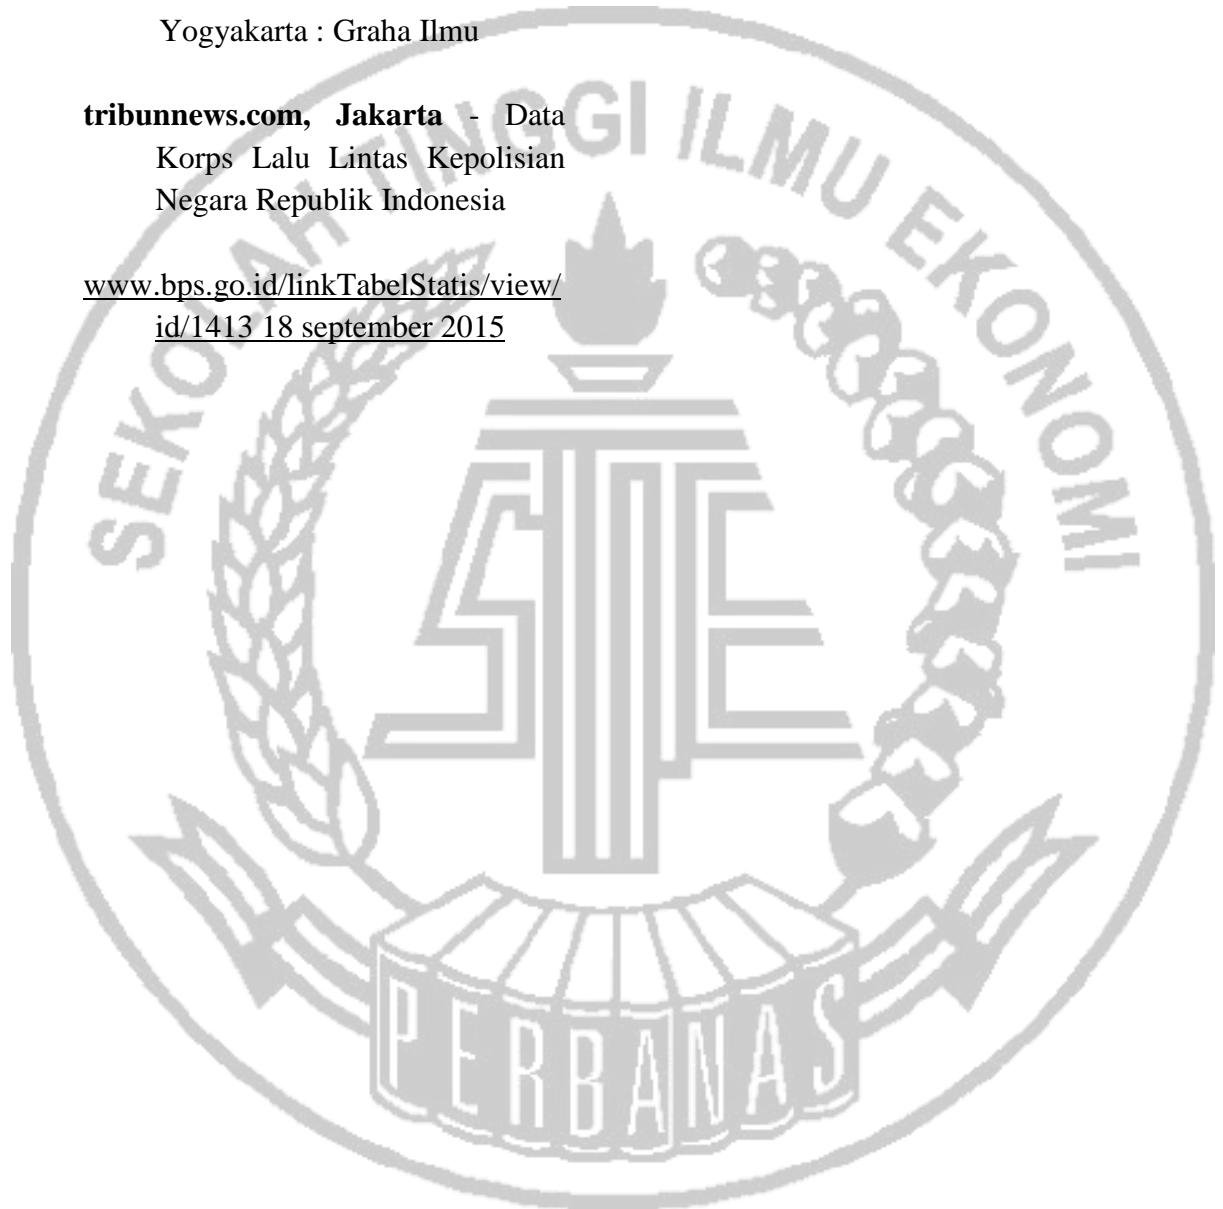 Yogyakarta : Graha Ilmu
tribunnews.com, Jakarta - Data
Korps Lalu Lintas Kepolisian
Negara Republik Indonesia
www.bps.go.id/linkTabelStatis/view/
id/1413 18 september 2015
SEKOLAH TINGGI ILMU EKONOMI
STIE
PERBANAS